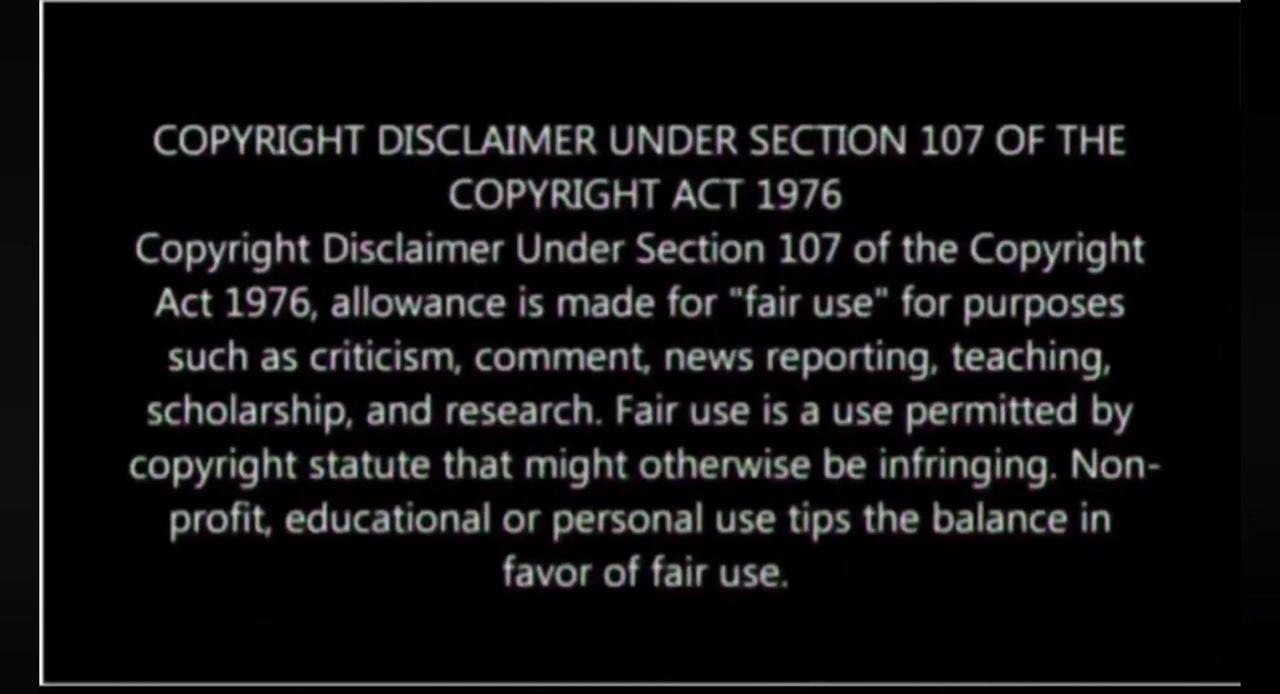 COPYRIGHT DISCLAIMER UNDER SECTION 107 OF THE
COPYRIGHT ACT 1976
Copyright Disclaimer Under Section 107 of the Copyright
Act 1976, allowance is made for "fair use" for purposes
such as criticism, comment, news reporting, teaching,
scholarship, and research. Fair use is a use permitted by
copyright statute that might otherwise be infringing. Non-
profit, educational or personal use tips the balance in
favor of fair use.